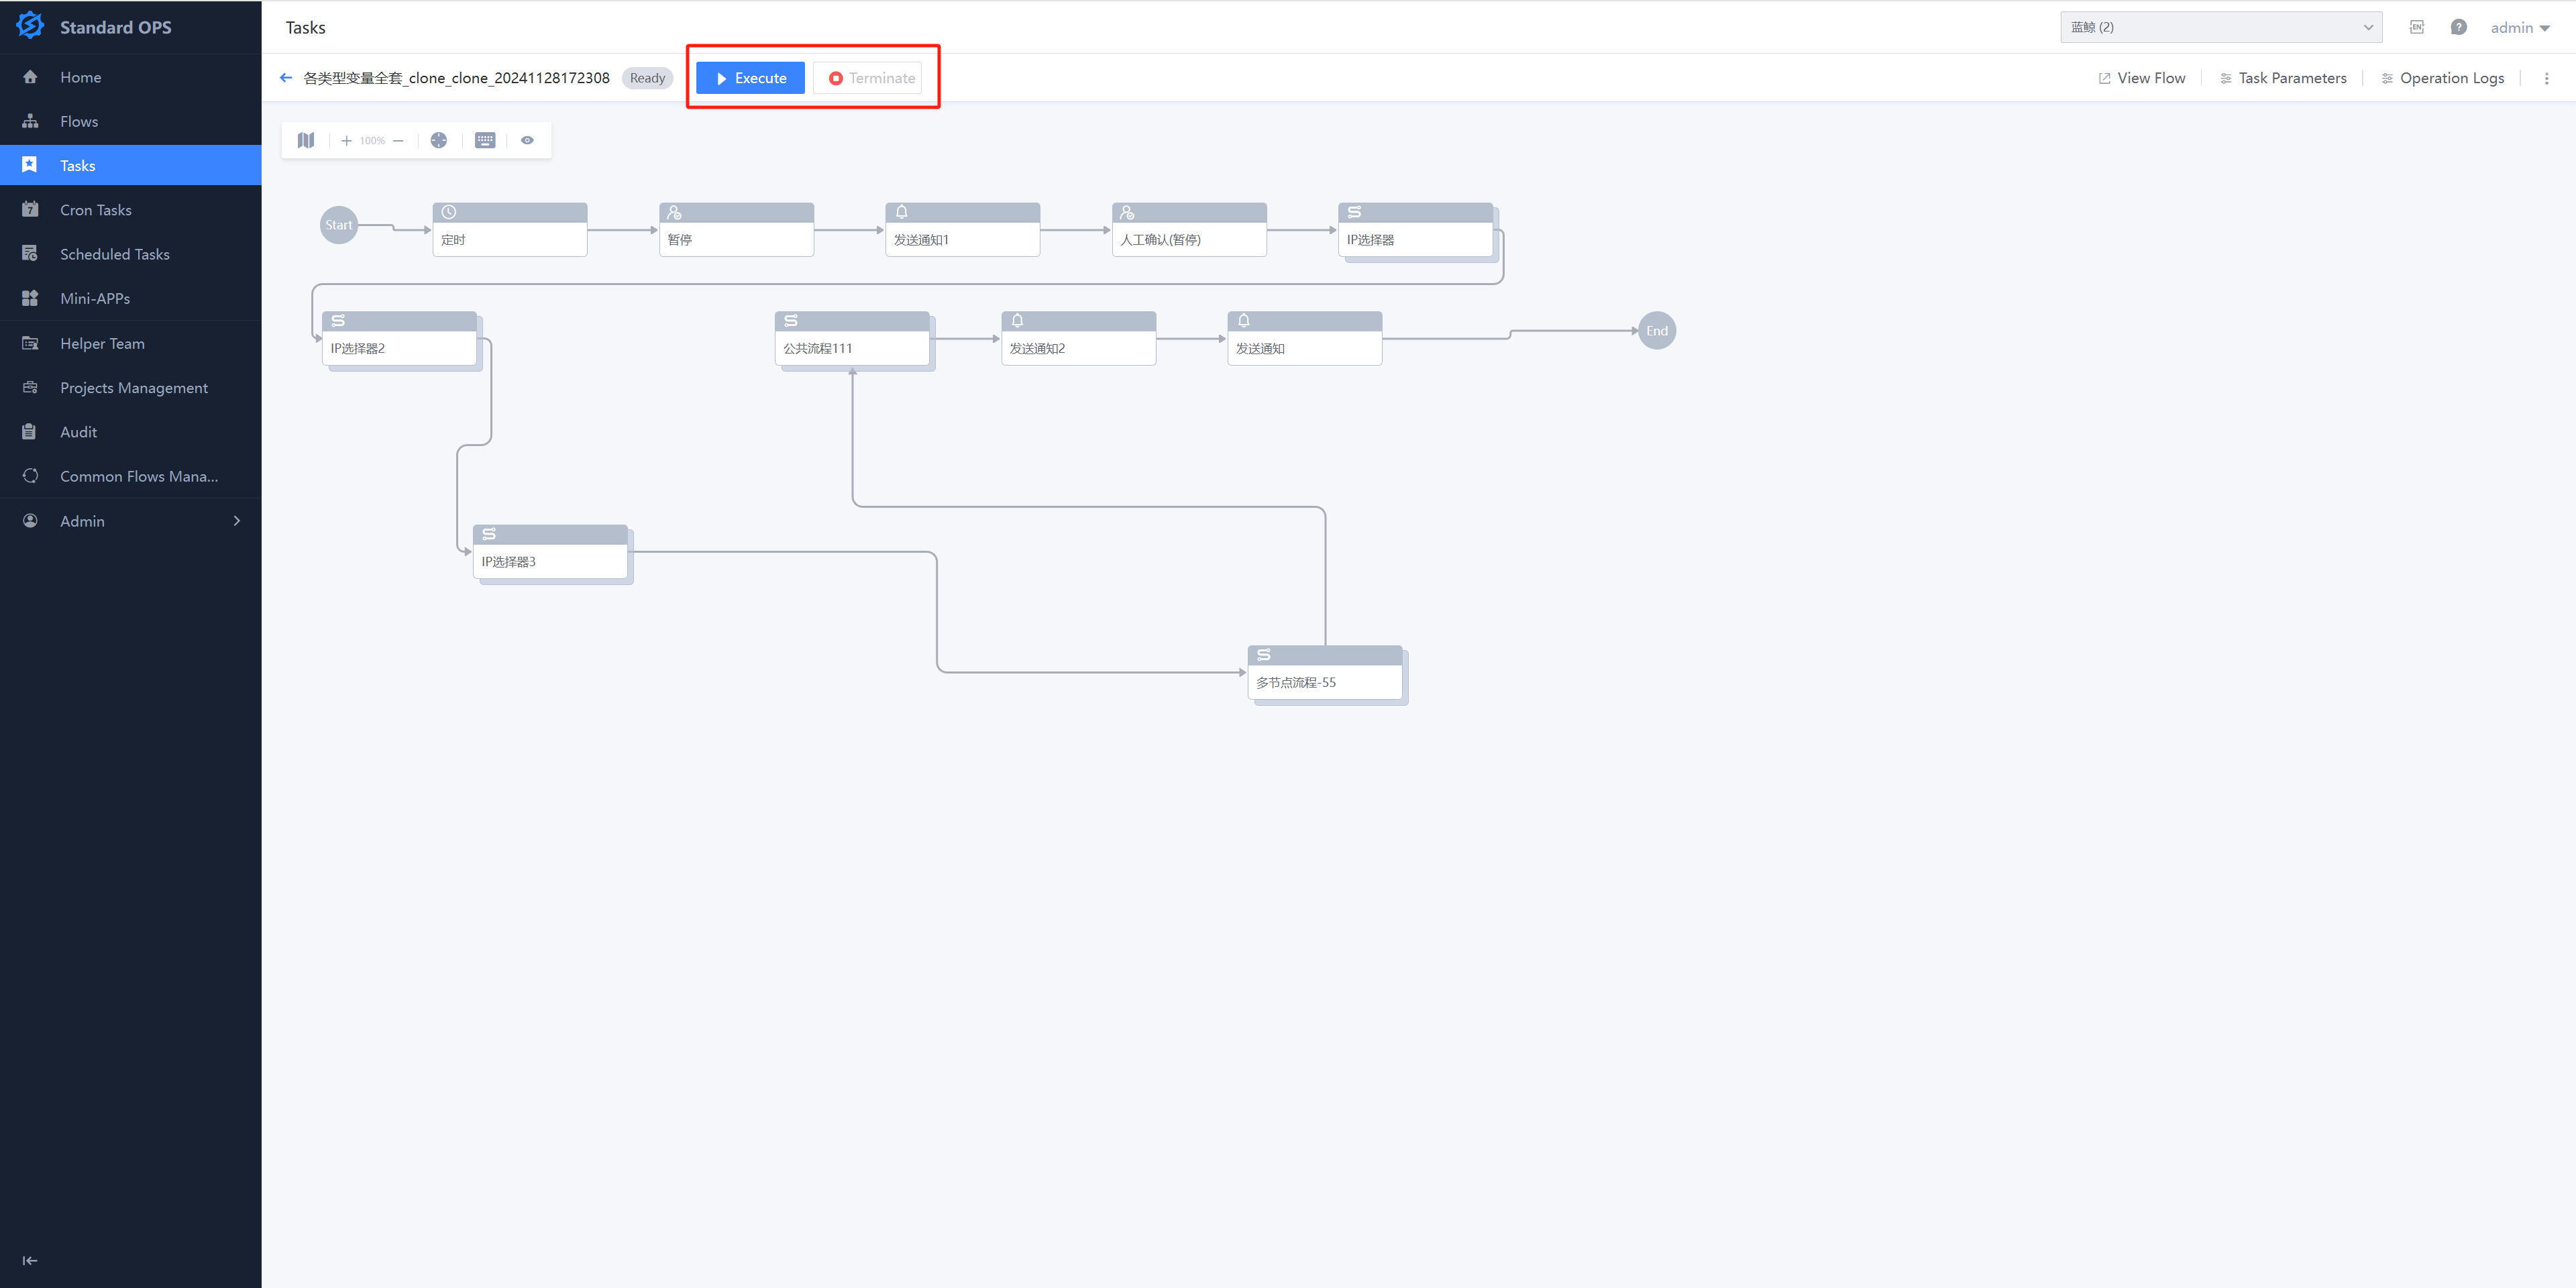 Standard OPS
Tasks
蓝鲸 (2)
EN
?
admin
Home
Flows
Tasks
7
Cron Tasks
Scheduled Tasks
Mini-APPs
Helper Team
Projects Management
Audit
Common Flows Mana...
Admin
各类型变量全套_clone_clone_20241128172308
Ready
Execute
Terminate
View Flow
Task Parameters
Operation Logs
100%
Start
定时
暂停
发送通知1
人工确认(暂停)
IP选择器
IP选择器2
公共流程111
发送通知2
发送通知
End
IP选择器3
多节点流程-55